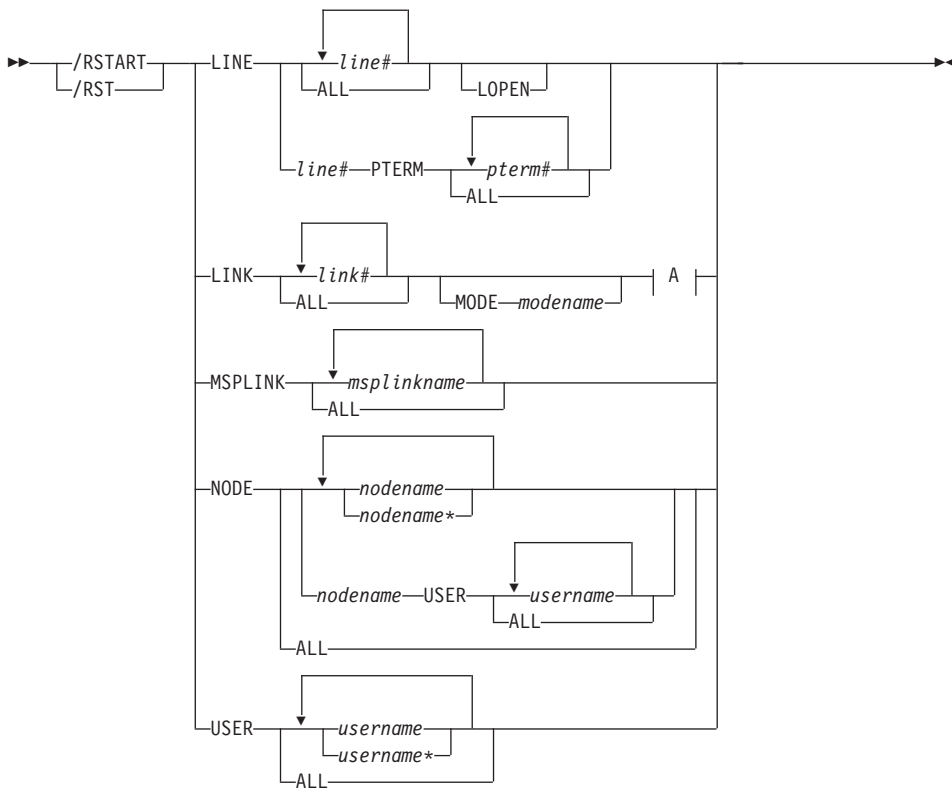 /RSTART LINE line#
/RST ALL LOPEN
line# PTERM pterm#
ALL
LINK link# A
ALL MODE modename
MSPLINK msplinkname
ALL
NODE nodename
nodename*
nodename USER username
ALL
ALL
USER username
username*
ALL